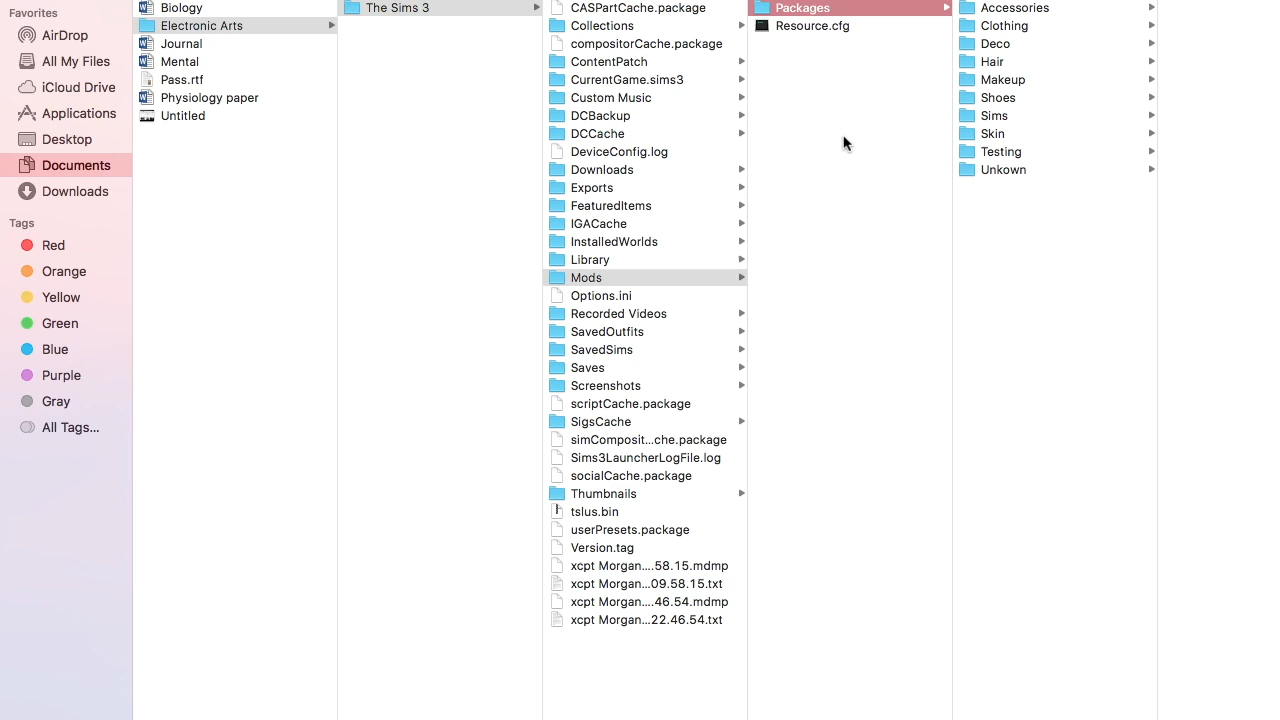 Favorites
AirDrop
All My Files
iCloud Drive
Applications
Desktop
Documents
Downloads
Tags
Red
Orange
Yellow
Green
Blue
Purple
Gray
All Tags...
Biology
Electronic Arts
Journal
Mental
Pass.rtf
Physiology paper
Untitled
The Sims 3
CASPartCache.package
Collections
compositorCache.package
ContentPatch
CurrentGame.sims3
Custom Music
DCBackup
DCCache
DeviceConfig.log
Downloads
Exports
FeaturedItems
IGACache
InstalledWorlds
Library
Mods
Options.ini
Recorded Videos
SavedOutfits
SavedSims
Saves
Screenshots
scriptCache.package
SigsCache
simComposit...che.package
Sims3LauncherLogFile.log
socialCache.package
Thumbnails
tslus.bin
userPresets.package
Version.tag
xcpt Morgan....58.15.mdmp
xcpt Morgan...09.58.15.txt
xcpt Morgan....46.54.mdmp
xcpt Morgan...22.46.54.txt
Packages
Resource.cfg
Accessories
Clothing
Deco
Hair
Makeup
Shoes
Sims
Skin
Testing
Unkown